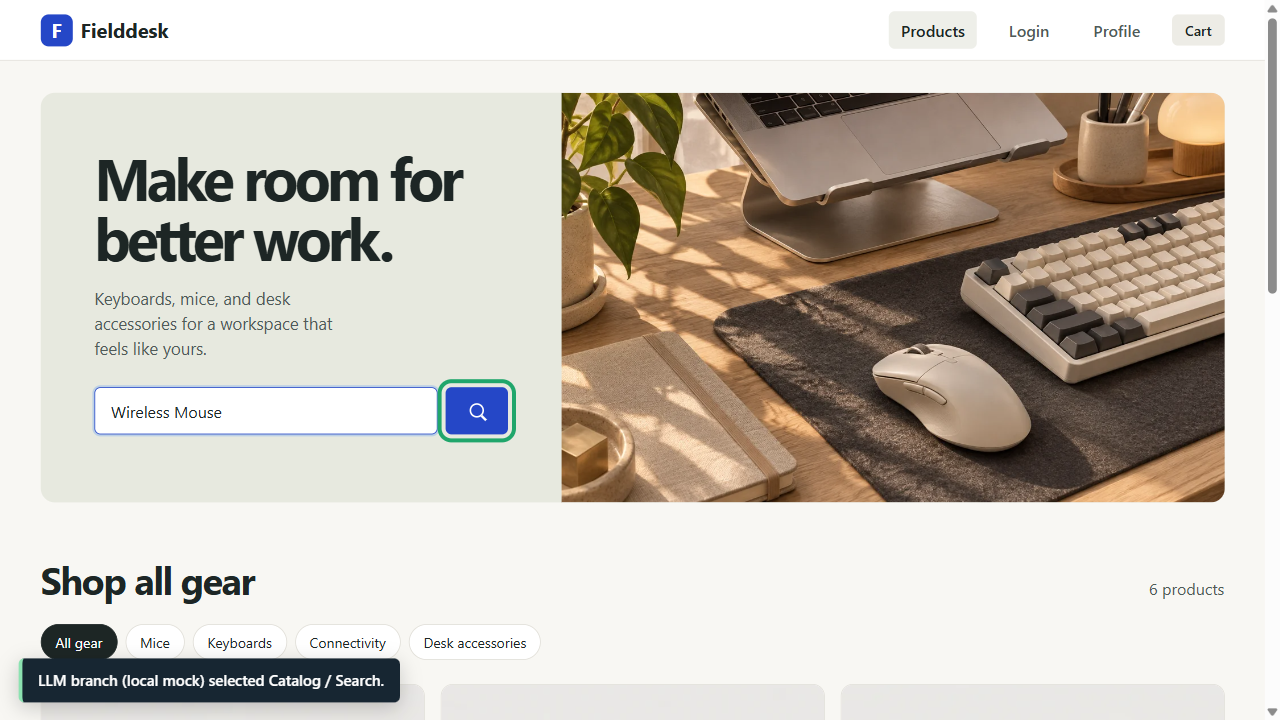 F Fielddesk
Products
Login
Profile
Cart
Make room for
better work.
Keyboards, mice, and desk
accessories for a workspace that
feels like yours.
Wireless Mouse
Shop all gear
6 products
All gear
Mice
Keyboards
Connectivity
Desk accessories
LLM branch (local mock) selected Catalog / Search.